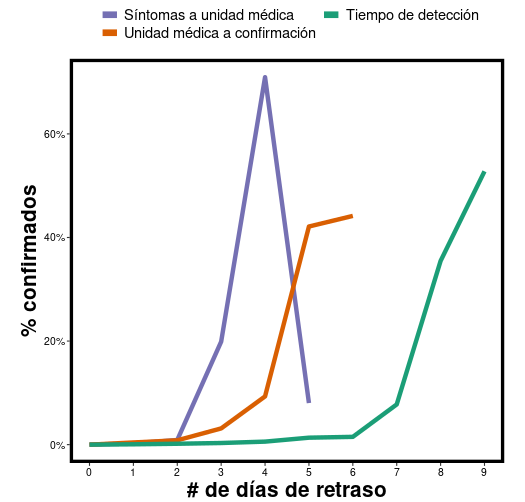 Síntomas a unidad médica
Tiempo de detección
Unidad médica a confirmación
% confirmados
60%
40%
20%
0%
0 1 2 3 4 5 6 7 8 9
# de días de retraso